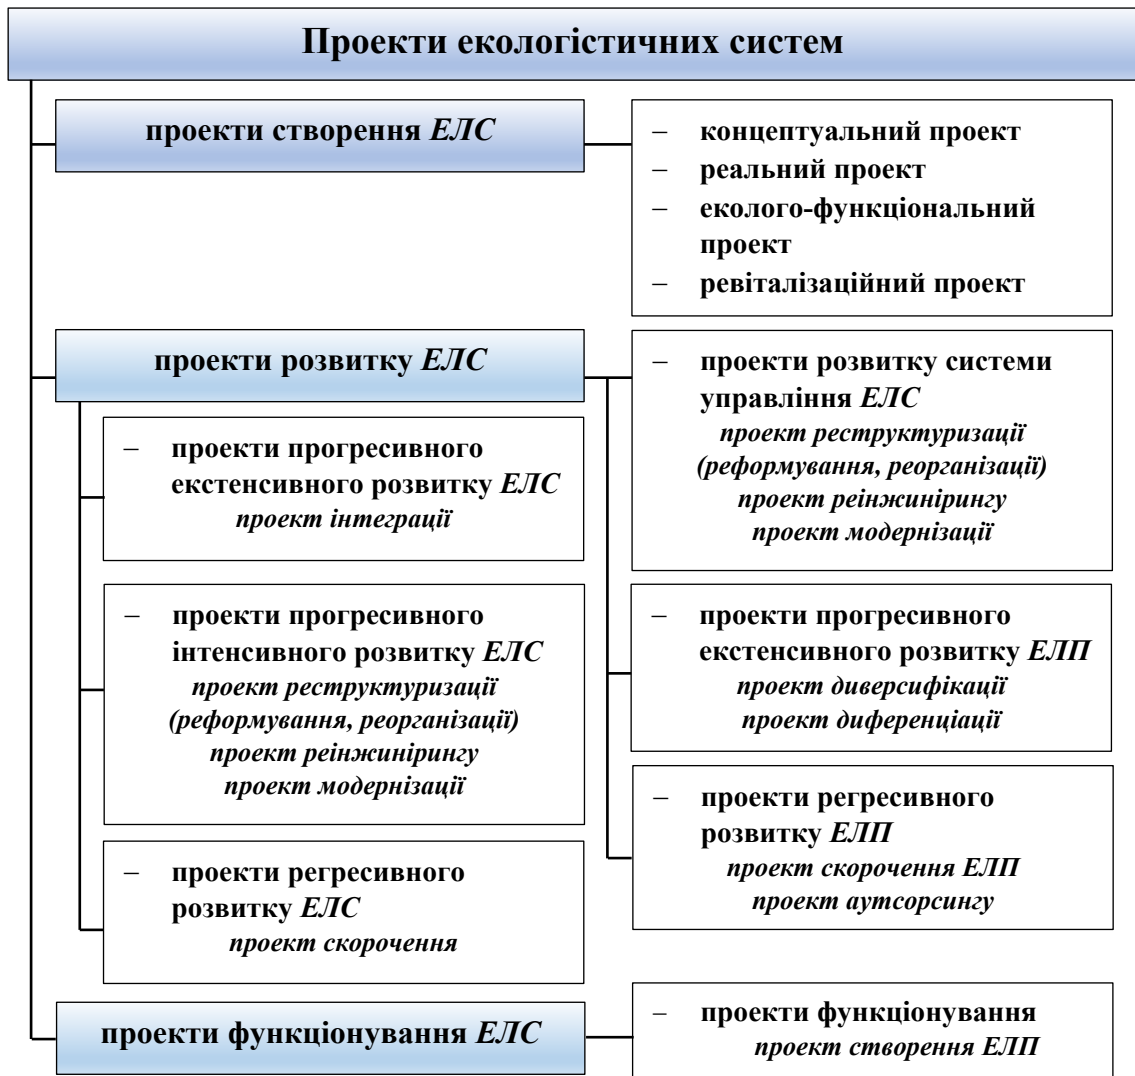 Проекти екологістичних систем
проекти створення ЕЛС
– концептуальний проект
– реальний проект
– еколого-функціональний
проект
– ревіталізаційний проект
проекти розвитку ЕЛС
– проекти прогресивного
екстенсивного розвитку ЕЛС
проект інтеграції
– проекти прогресивного
інтенсивного розвитку ЕЛС
проект реструктуризації
(реформування, реорганізації)
проект реінжинірингу
проект модернізації
– проекти регресивного
розвитку ЕЛС
проект скорочення
– проекти розвитку системи
управління ЕЛС
проект реструктуризації
(реформування, реорганізації)
проект реінжинірингу
проект модернізації
– проекти прогресивного
екстенсивного розвитку ЕЛП
проект диверсифікації
проект диференціації
– проекти регресивного
розвитку ЕЛП
проект скорочення ЕЛП
проект аутсорсингу
проекти функціонування ЕЛС
– проекти функціонування
проект створення ЕЛП